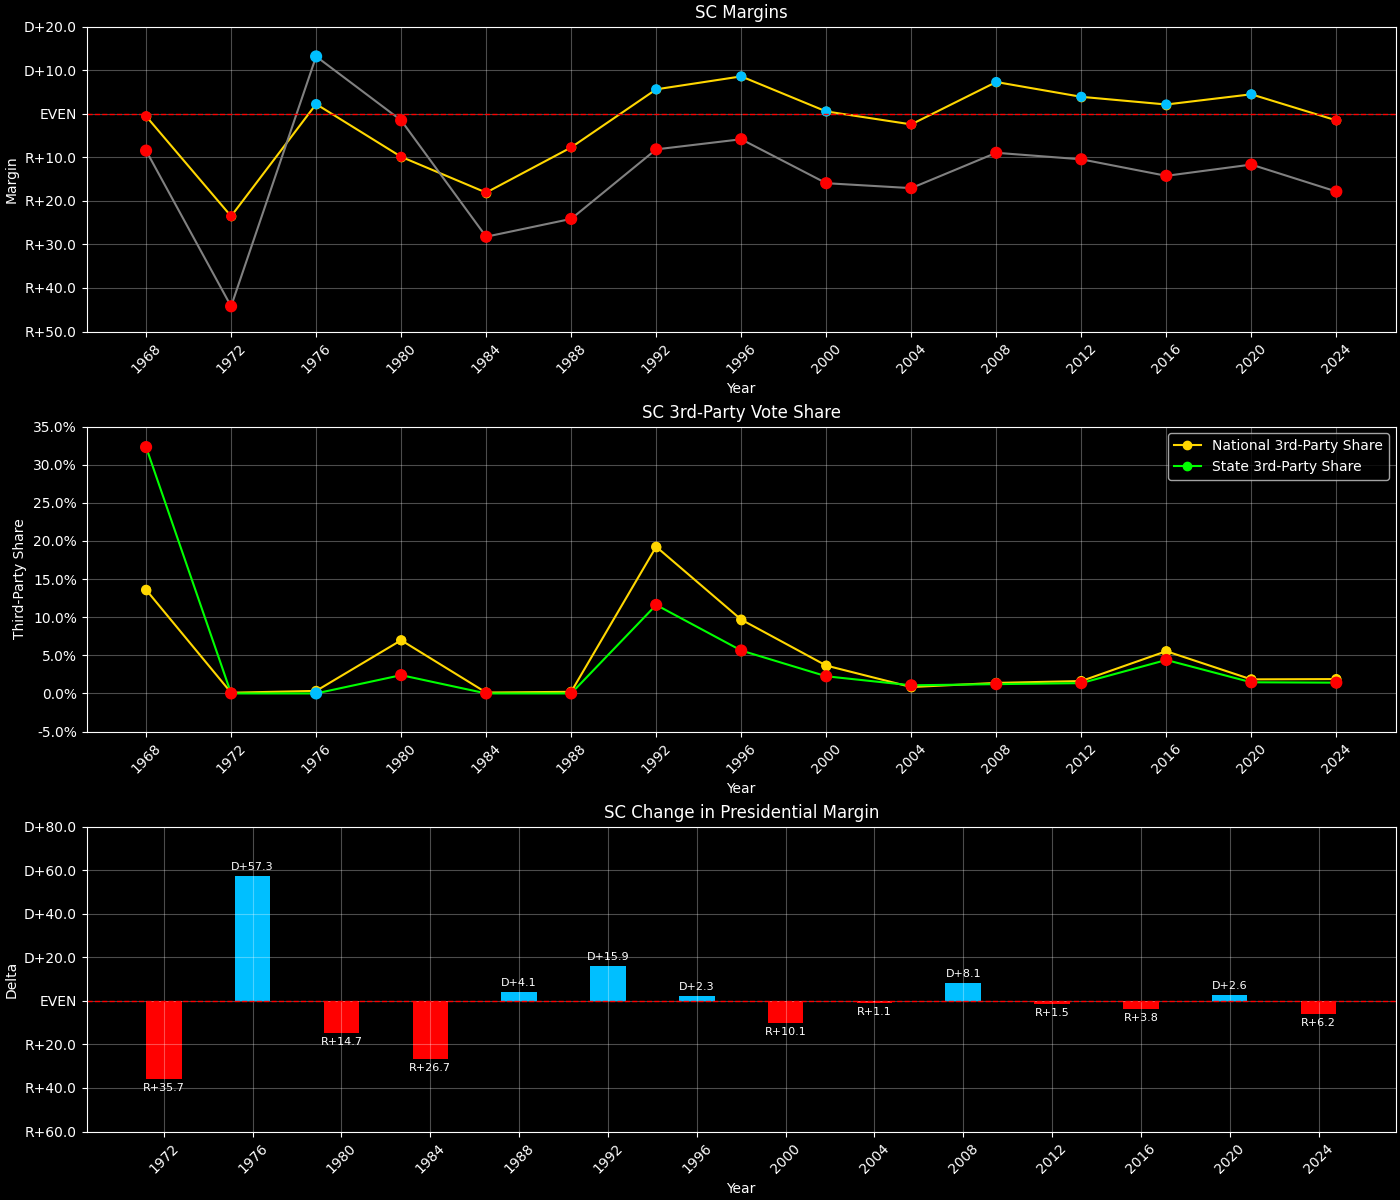 SC Margins
D+20.0
D+10.0
EVEN
R+10.0
R+20.0
R+30.0
R+40.0
R+50.0
Margin
1968 1972 1976 1980 1984 1988 1992 1996 2000 2004 2008 2012 2016 2020 2024
Year
SC 3rd-Party Vote Share
35.0%
30.0%
25.0%
20.0%
15.0%
10.0%
5.0%
0.0%
-5.0%
Third-Party Share
National 3rd-Party Share
State 3rd-Party Share
1968 1972 1976 1980 1984 1988 1992 1996 2000 2004 2008 2012 2016 2020 2024
Year
SC Change in Presidential Margin
D+80.0
D+60.0
D+40.0
D+20.0
EVEN
R+20.0
R+40.0
R+60.0
Delta
R+35.7
D+57.3
R+14.7
R+26.7
D+4.1
D+15.9
D+2.3
R+10.1
R+1.1
D+8.1
R+1.5
R+3.8
D+2.6
R+6.2
1972 1976 1980 1984 1988 1992 1996 2000 2004 2008 2012 2016 2020 2024
Year